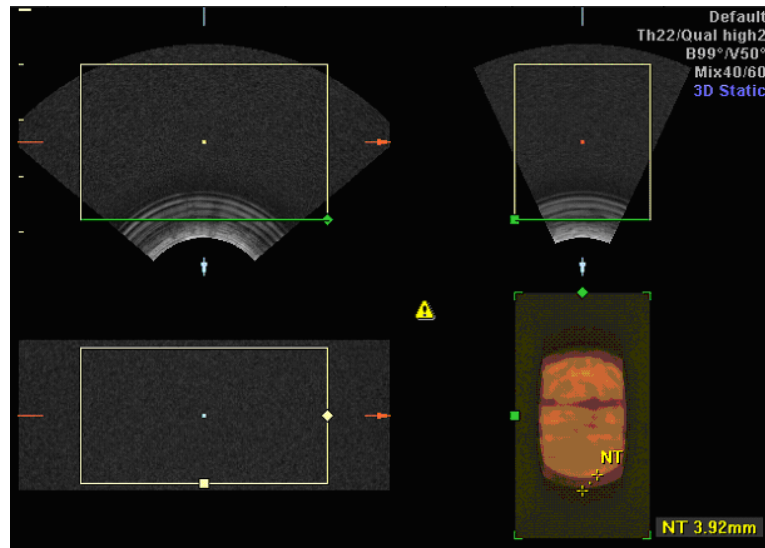 Default
Th22/Qual high2
B99°/V50°
Mix40/60
3D Static
NT
NT 3.92mm